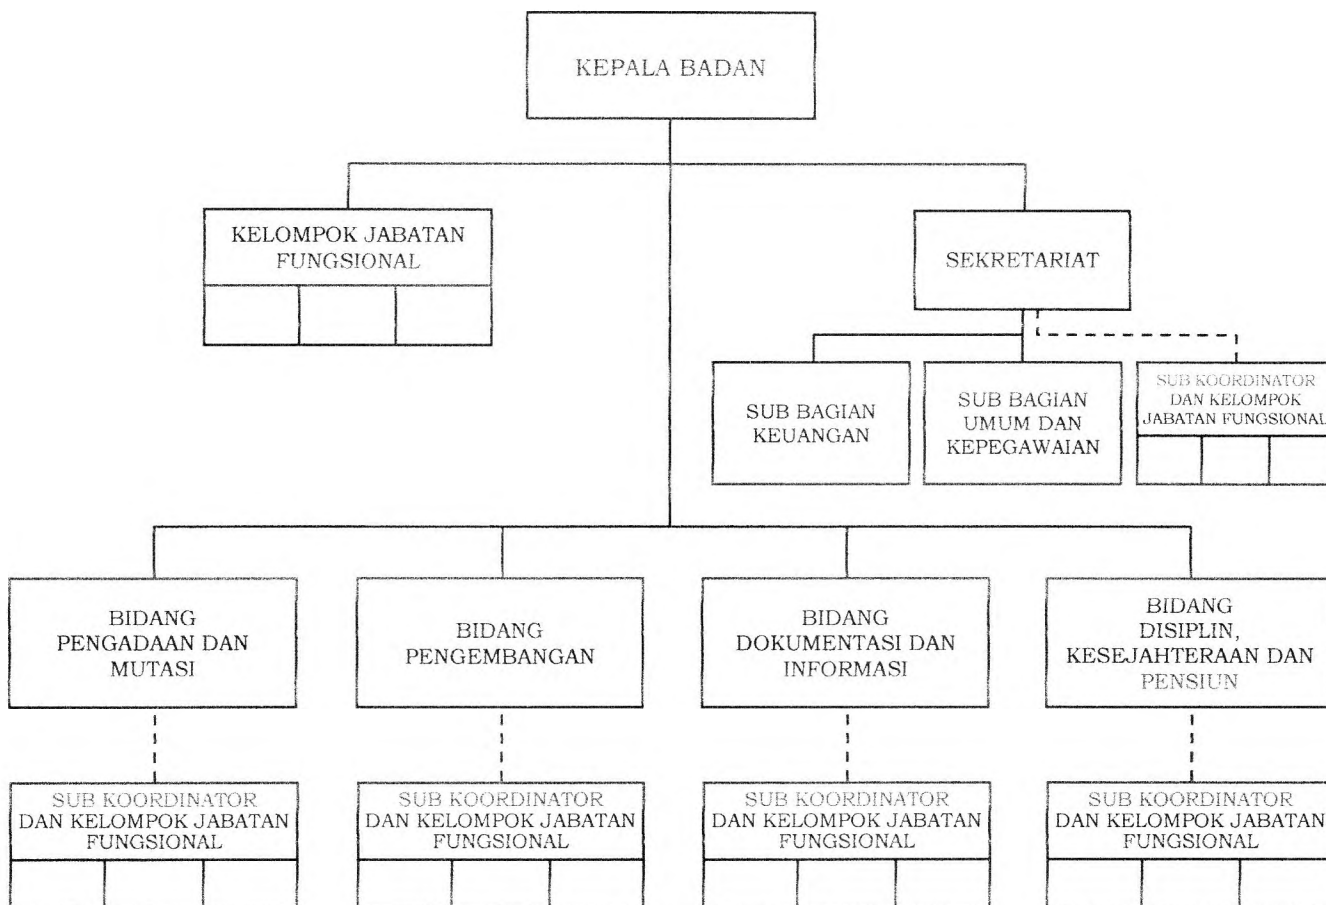 KEPALA BADAN
KELOMPOK JABATAN
FUNGSIONAL
SEKRETARIAT
SUB BAGIAN
KEUANGAN
SUB BAGIAN
UMUM DAN
KEPEGAWAIAN
SUB KOORDINATOR
DAN KELOMPOK
JABATAN FUNGSIONAL
BIDANG
PENGADAAN DAN
MUTASI
BIDANG
PENGEMBANGAN
BIDANG
DOKUMENTASI DAN
INFORMASI
BIDANG
DISIPLIN,
KESEJAHTERAAN DAN
PENSIUN
SUB KOORDINATOR
DAN KELOMPOK JABATAN
FUNGSIONAL
SUB KOORDINATOR
DAN KELOMPOK JABATAN
FUNGSIONAL
SUB KOORDINATOR
DAN KELOMPOK JABATAN
FUNGSIONAL
SUB KOORDINATOR
DAN KELOMPOK JABATAN
FUNGSIONAL